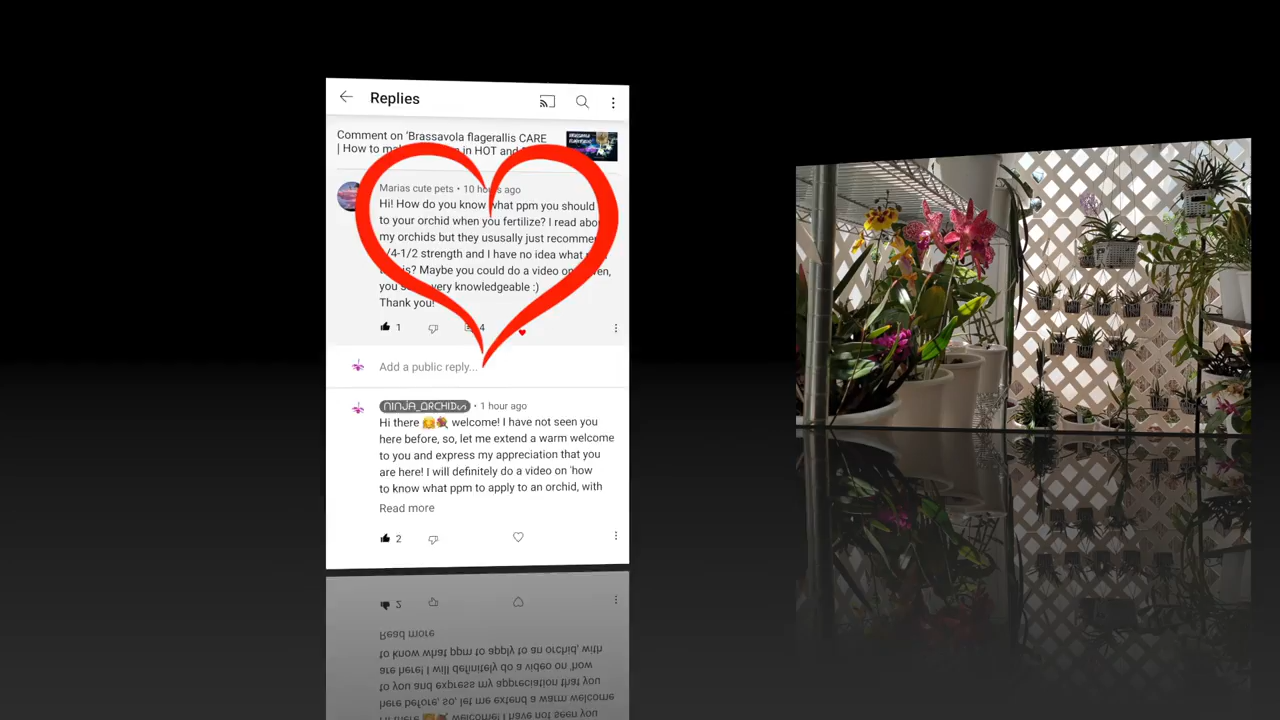 Replies
Comment on 'Brassavola flagerallis CARE
| How to in HOT and
Marias cute pets • 10 hours ago
Hi! How do you know what ppm you should
to your orchid when you fertilize? I read
my orchids but they ususally just recommen
1/4-1/2 strength and I have no idea what
is? Maybe you could do a video on
you very knowledgeable :)
Thank you!
1 4
Add a public reply...
NINJA_ORCHIDS • 1 hour ago
Hi there welcome! I have not seen you
here before, so, let me extend a warm welcome
to you and express my appreciation that you
are here! I will definitely do a video on 'how
to know what ppm to apply to an orchid, with
Read more
2